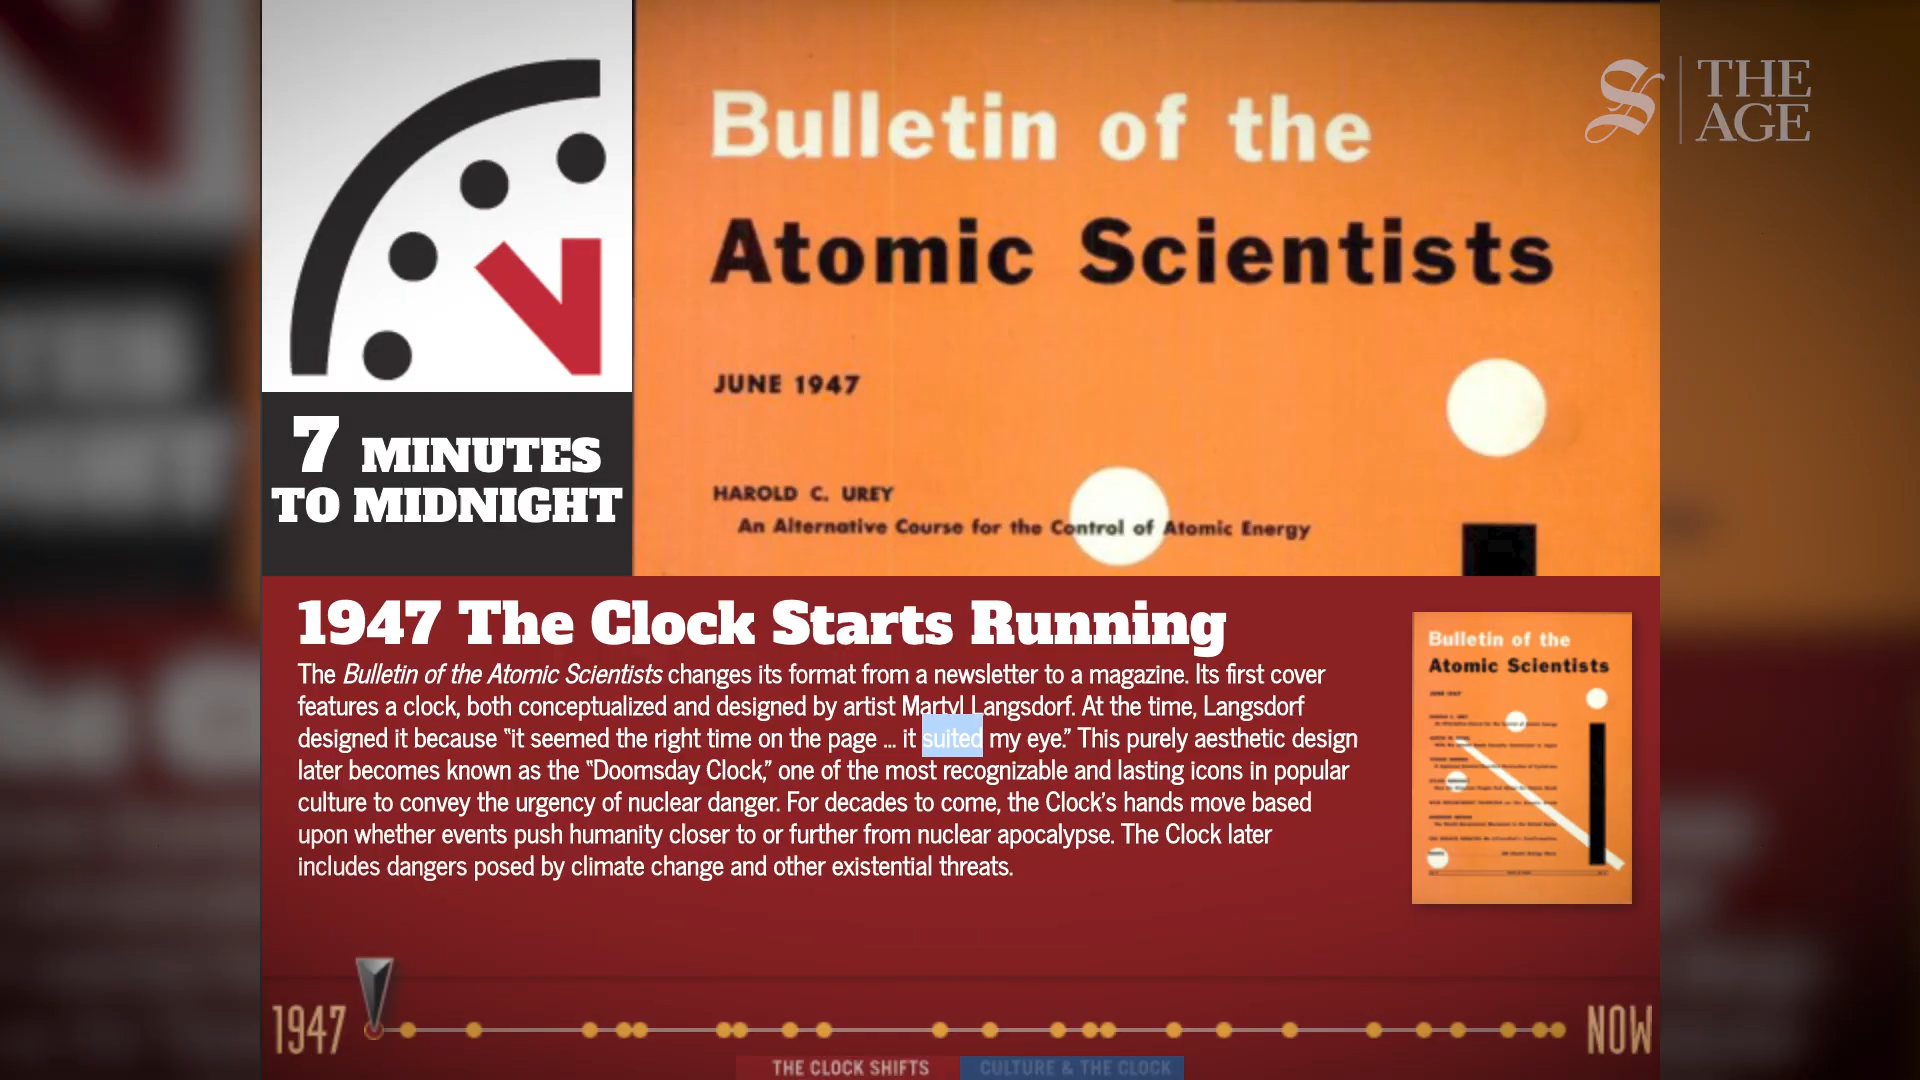 THE
AGE
Bulletin of the
Atomic Scientists
JUNE 1947
HAROLD C. UREY
An Alternative Course for the Control of Atomic Energy
7 MINUTES
TO MIDNIGHT
1947 The Clock Starts Running
The Bulletin of the Atomic Scientists changes its format from a newsletter to a magazine. Its first cover
features a clock, both conceptualized and designed by artist Martyl Langsdorf. At the time, Langsdorf
designed it because "it seemed the right time on the page ... it suited my eye." This purely aesthetic design
later becomes known as the "Doomsday Clock," one of the most recognizable and lasting icons in popular
culture to convey the urgency of nuclear danger. For decades to come, the Clock's hands move based
upon whether events push humanity closer to or further from nuclear apocalypse. The Clock later
includes dangers posed by climate change and other existential threats.
Bulletin of the
Atomic Scientists
JUNE 1947
1947
NOW
THE CLOCK SHIFTS
CULTURE & THE CLOCK